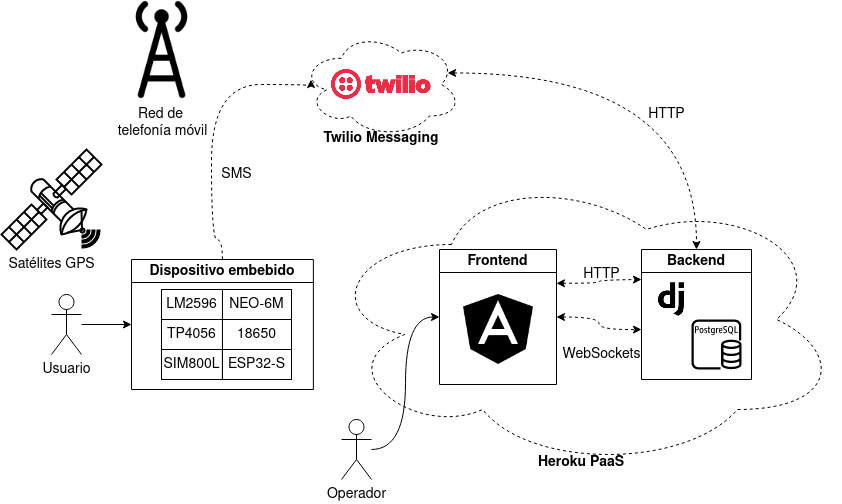 Red de
telefonía móvil
twilio
Twilio Messaging
HTTP
SMS
Satélites GPS
Dispositivo embebido
LM2596 NEO-6M
TP4056 18650
SIM800L ESP32-S
Usuario
Frontend
A
HTTP
WebSockets
Backend
dj
PostgreSQL
Operador
Heroku PaaS